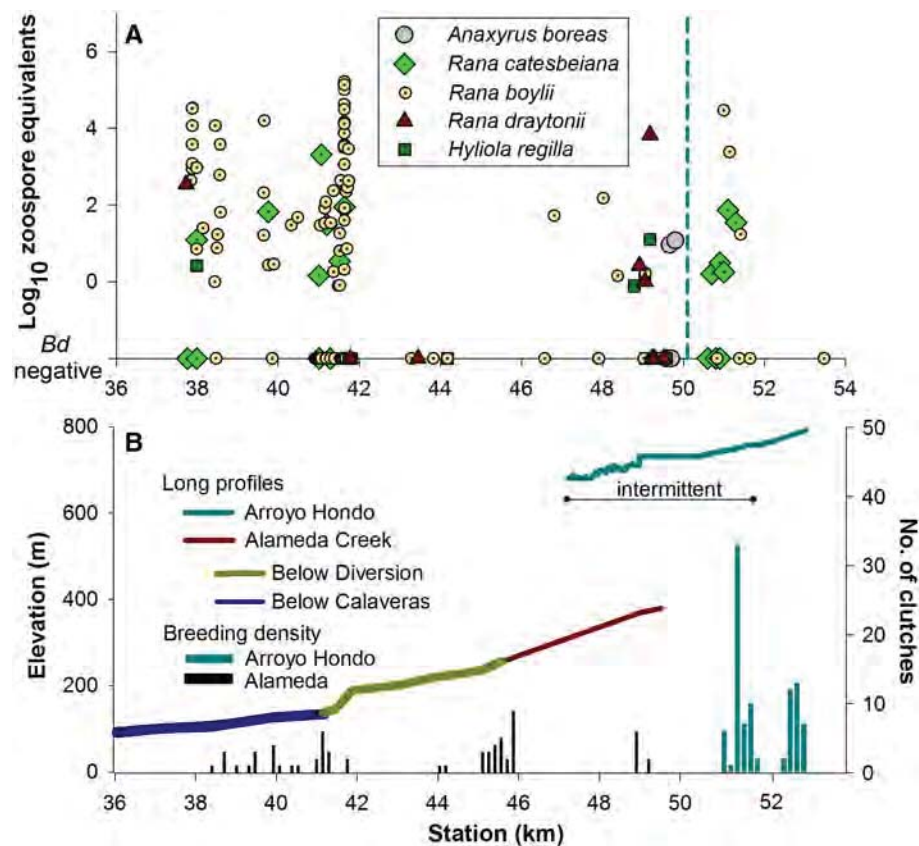 A
Log10 zoospore equivalents
6
4
2
0
Bd
negative
Anaxyrus boreas
Rana catesbeiana
Rana boylii
Rana draytonii
Hyliola regilla
36 38 40 42 44 46 48 50 52 54
B
Elevation (m)
800
600
400
200
0
Long profiles
Arroyo Hondo
Alameda Creek
Below Diversion
Below Calaveras
Breeding density
Arroyo Hondo
Alameda
intermittent
50
40
30
20
10
0
No. of clutches
36 38 40 42 44 46 48 50 52
Station (km)